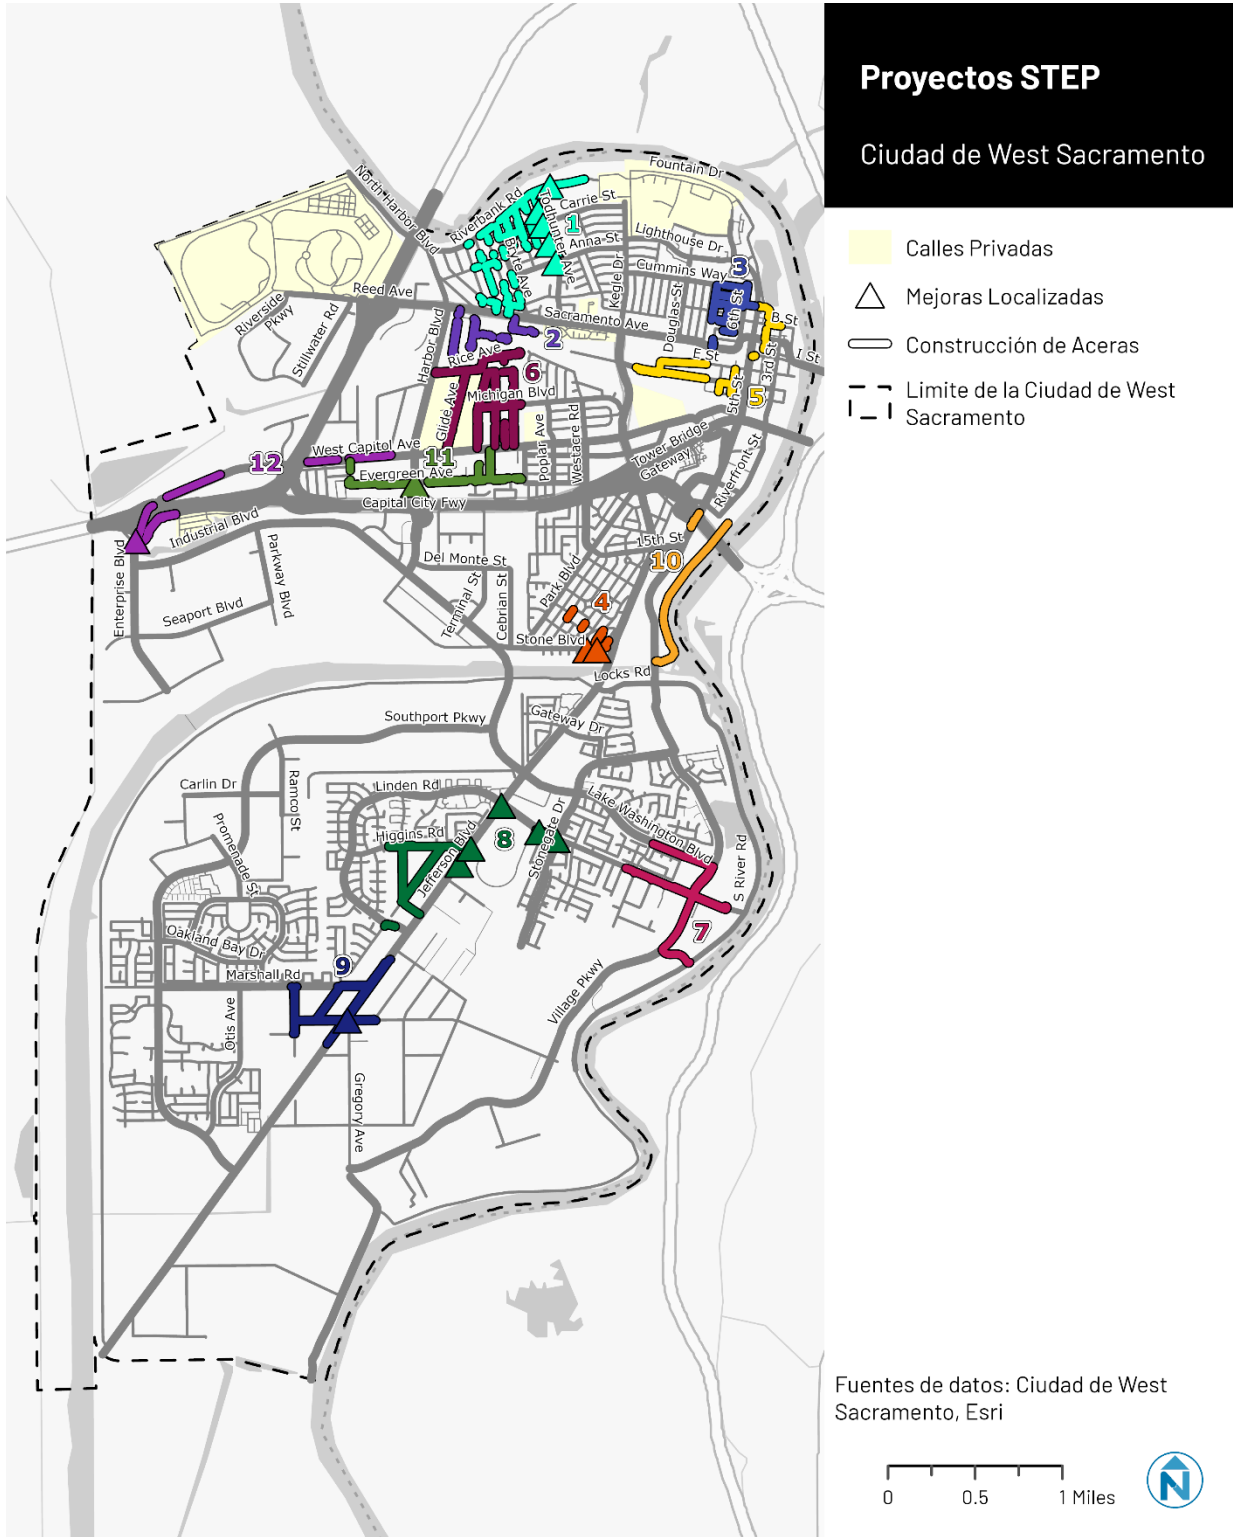 Proyectos STEP
Ciudad de West Sacramento
Calles Privadas
Mejoras Localizadas
Construcción de Aceras
Limite de la Ciudad de West
Sacramento
Fountain Dr
North Harbor Blvd
Riverbank Rd
Todhunter Ave
Carrie St
1
Anna St
Lighthouse Dr
Bryte Ave
Kegle Dr
Cummins Way
3
Reed Ave
Riverside
Pkwy
Stillwater Rd
Harbor Blvd
Sacramento Ave
Douglas St
6th St
B St
2
Rice Ave
E St
3rd St
I St
6
Michigan Blvd
5th St
5
Glide Ave
West Capitol Ave
12
11
Evergreen Ave
Poplar Ave
Westacre Rd
Tower Bridge
Gateway
Riverfront St
Capital City Fwy
Industrial Blvd
Enterprise Blvd
Parkway Blvd
Seaport Blvd
Del Monte St
Terminal St
Cebrian St
Park Blvd
15th St
10
4
Stone Blvd
Locks Rd
Gateway Dr
Southport Pkwy
Carlin Dr
Ramco St
Linden Rd
Lake Washington Blvd
Higgins Rd
8
Jefferson Blvd
Stonegate Dr
Promenade St
S River Rd
7
Oakland Bay Dr
9
Marshall Rd
Village Pkwy
Otis Ave
Gregory Ave
Fuentes de datos: Ciudad de West
Sacramento, Esri
0 0.5 1 Miles
N